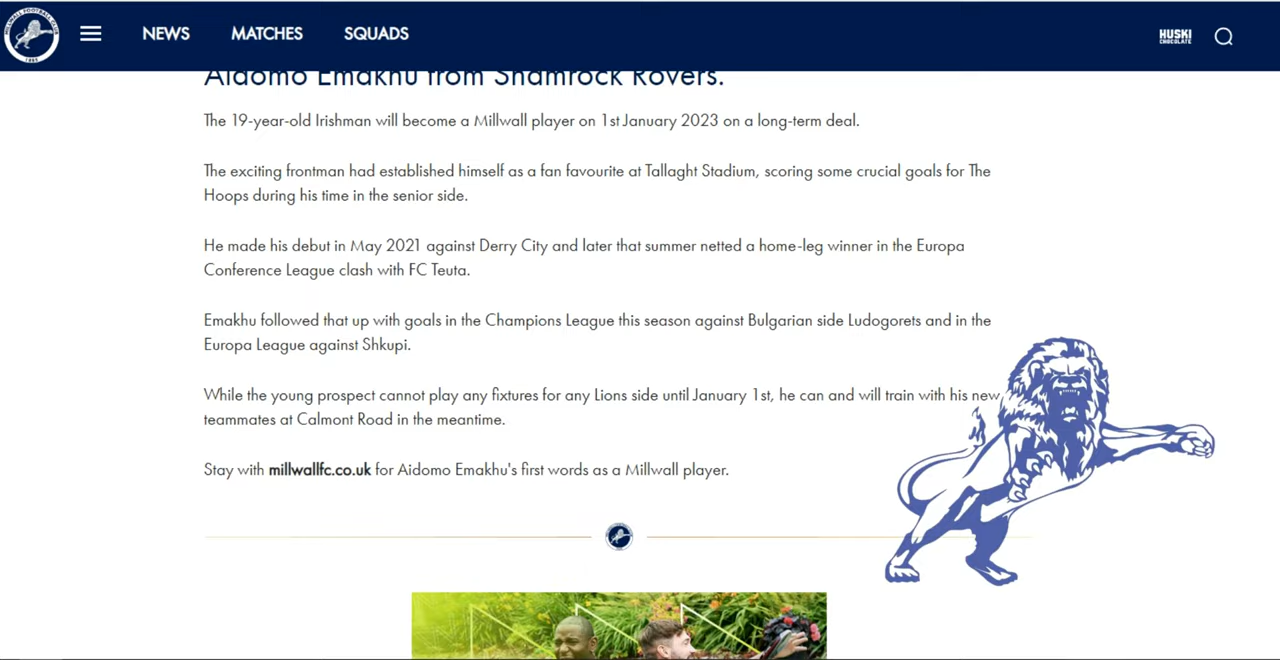 MILLWALL FOOTBALL CLUB
1885
NEWS
MATCHES
SQUADS
HUSKI
CHOCOLATE
Aidomo Emakhu from Shamrock Rovers.
The 19-year-old Irishman will become a Millwall player on 1st January 2023 on a long-term deal.
The exciting frontman had established himself as a fan favourite at Tallaght Stadium, scoring some crucial goals for The
Hoops during his time in the senior side.
He made his debut in May 2021 against Derry City and later that summer netted a home-leg winner in the Europa
Conference League clash with FC Teuta.
Emakhu followed that up with goals in the Champions League this season against Bulgarian side Ludogorets and in the
Europa League against Shkupi.
While the young prospect cannot play any fixtures for any Lions side until January 1st, he can and will train with his new
teammates at Calmont Road in the meantime.
Stay with millwallfc.co.uk for Aidomo Emakhu's first words as a Millwall player.